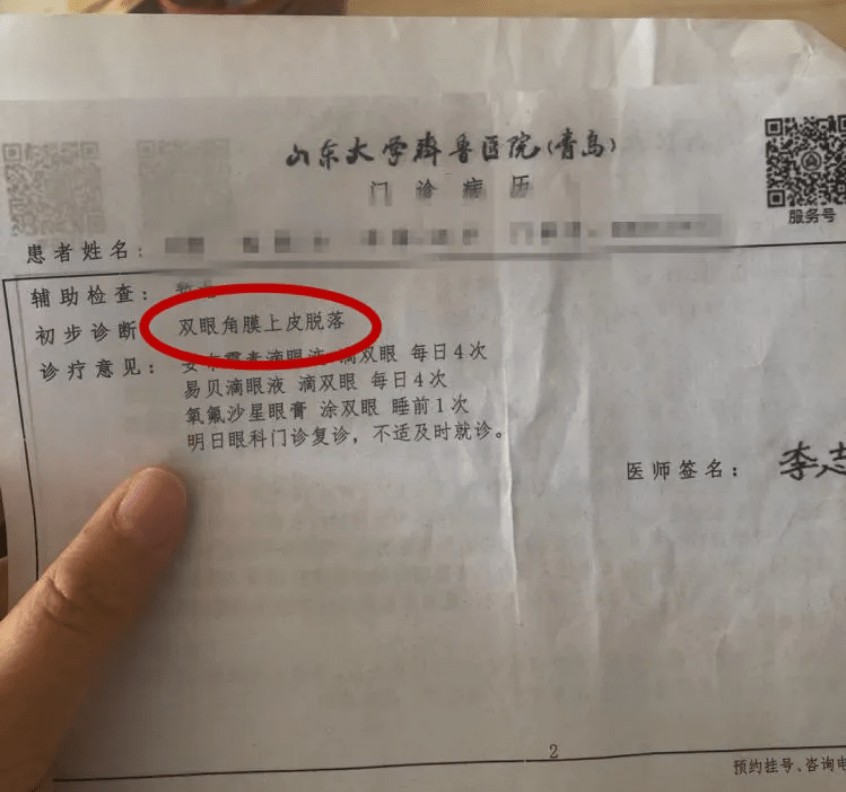 山东大学齐鲁医院(青岛)
门诊病历
服务号
患者姓名:
辅助检查:
初步诊断 双眼角膜上皮脱落
诊疗意见: 滴双眼 每日4次
易贝滴眼液 滴双眼 每日4次
氧氟沙星眼膏 涂双眼 睡前1次
明日眼科门诊复诊,不适及时就诊。
医师签名: 李志
2
预约挂号、咨询电